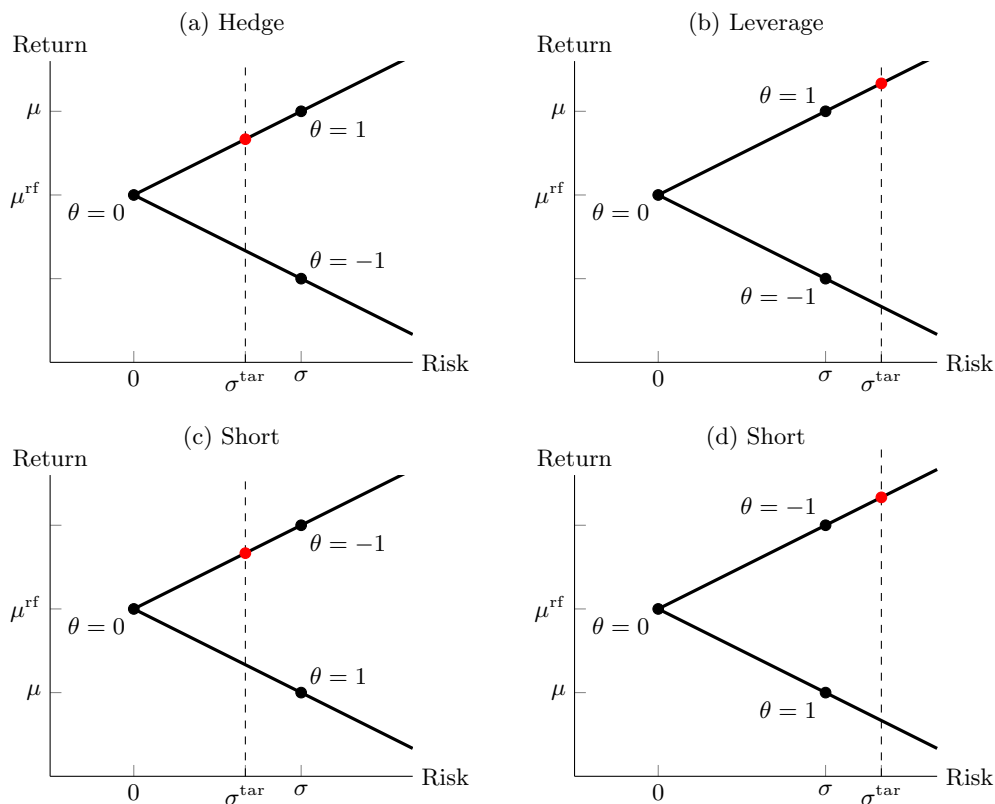 (a) Hedge
Return
μ
θ = 1
μ^rf
θ = 0
θ = −1
Risk
0
σ^tar
σ
(b) Leverage
Return
θ = 1
μ
μ^rf
θ = 0
θ = −1
Risk
0
σ
σ^tar
(c) Short
Return
θ = −1
μ^rf
θ = 0
θ = 1
μ
Risk
0
σ^tar
σ
(d) Short
Return
θ = −1
μ^rf
θ = 0
μ
θ = 1
Risk
0
σ
σ^tar